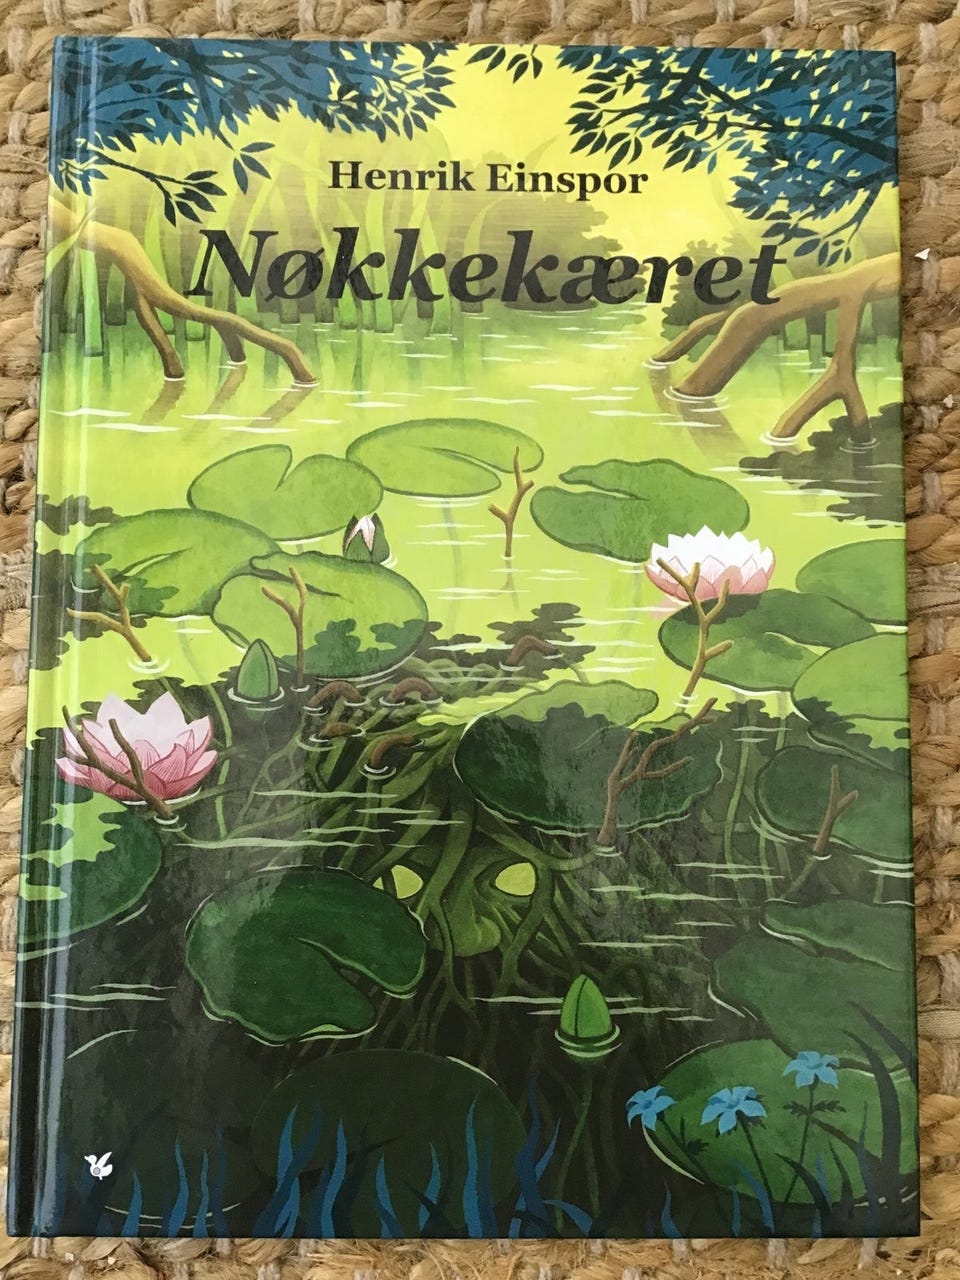 Henrik Einspor
Nøkkekæret